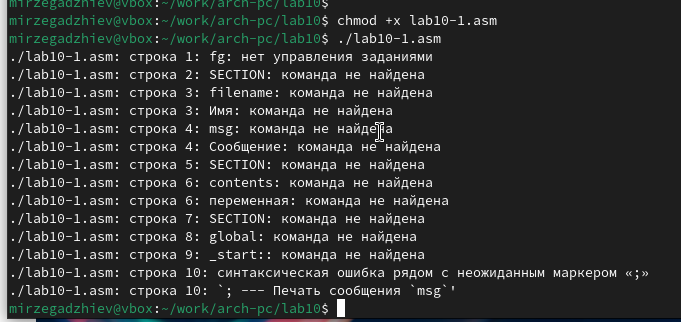 mirzegadzhiev@vbox:~/work/arch-pc/lab10$
mirzegadzhiev@vbox:~/work/arch-pc/lab10$ chmod +x lab10-1.asm
mirzegadzhiev@vbox:~/work/arch-pc/lab10$ ./lab10-1.asm
./lab10-1.asm: строка 1: fg: нет управления заданиями
./lab10-1.asm: строка 2: SECTION: команда не найдена
./lab10-1.asm: строка 3: filename: команда не найдена
./lab10-1.asm: строка 3: Имя: команда не найдена
./lab10-1.asm: строка 4: msg: команда не найдена
./lab10-1.asm: строка 4: Сообщение: команда не найдена
./lab10-1.asm: строка 5: SECTION: команда не найдена
./lab10-1.asm: строка 6: contents: команда не найдена
./lab10-1.asm: строка 6: переменная: команда не найдена
./lab10-1.asm: строка 7: SECTION: команда не найдена
./lab10-1.asm: строка 8: global: команда не найдена
./lab10-1.asm: строка 9: _start:: команда не найдена
./lab10-1.asm: строка 10: синтаксическая ошибка рядом с неожиданным маркером «;»
./lab10-1.asm: строка 10: `; --- Печать сообщения `msg`'
mirzegadzhiev@vbox:~/work/arch-pc/lab10$